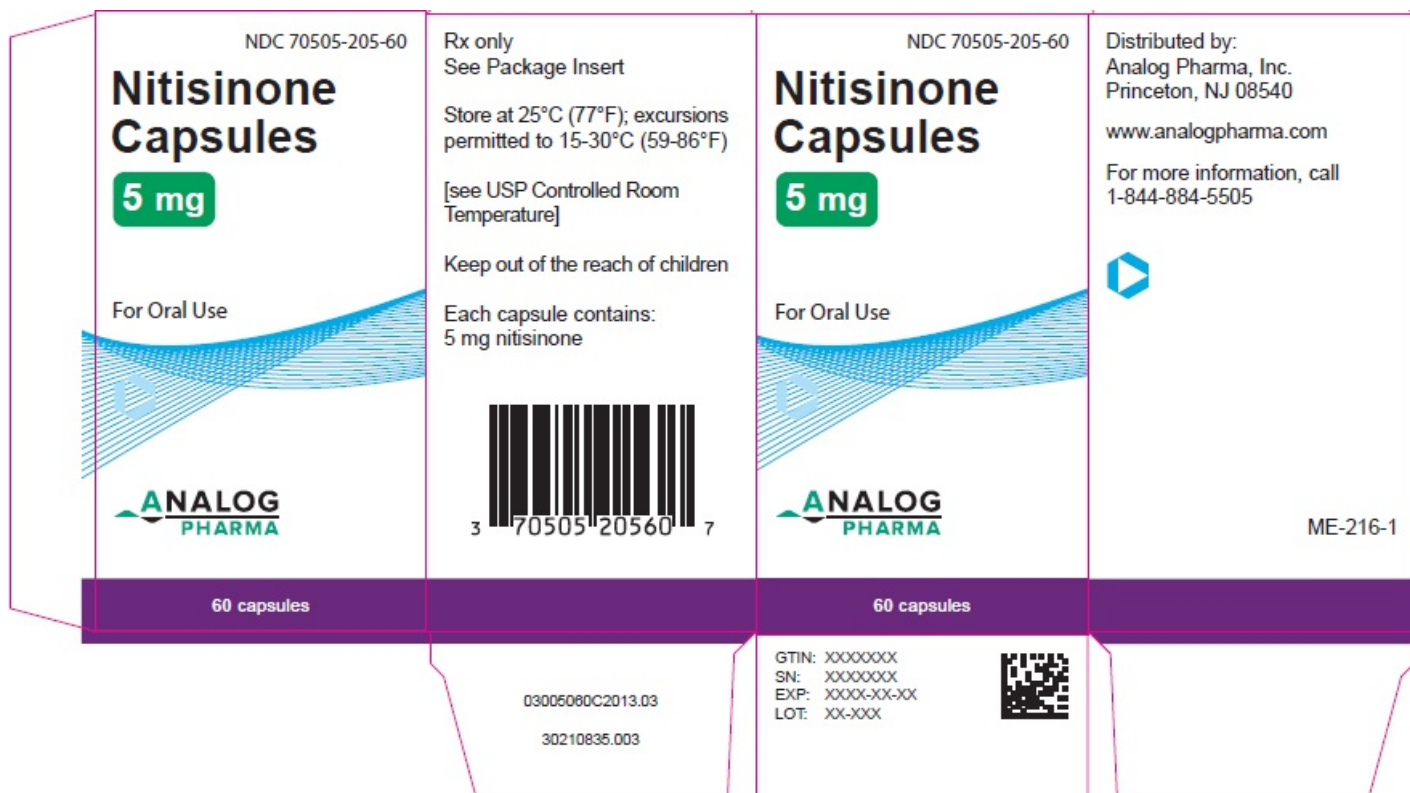 NDC 70505-205-60
Nitisinone
Capsules
5 mg
For Oral Use
ANALOG
PHARMA
60 capsules
Rx only
See Package Insert
Store at 25°C (77°F); excursions
permitted to 15-30°C (59-86°F)
[see USP Controlled Room
Temperature]
Keep out of the reach of children
Each capsule contains:
5 mg nitisinone
3 70505 20560 7
03005060C2013.03
30210835.003
NDC 70505-205-60
Nitisinone
Capsules
5 mg
For Oral Use
ANALOG
PHARMA
60 capsules
GTIN: XXXXXXX
SN: XXXXXXX
EXP: XXXX-XX-XX
LOT: XX-XXX
Distributed by:
Analog Pharma, Inc.
Princeton, NJ 08540
www.analogpharma.com
For more information, call
1-844-884-5505
ME-216-1